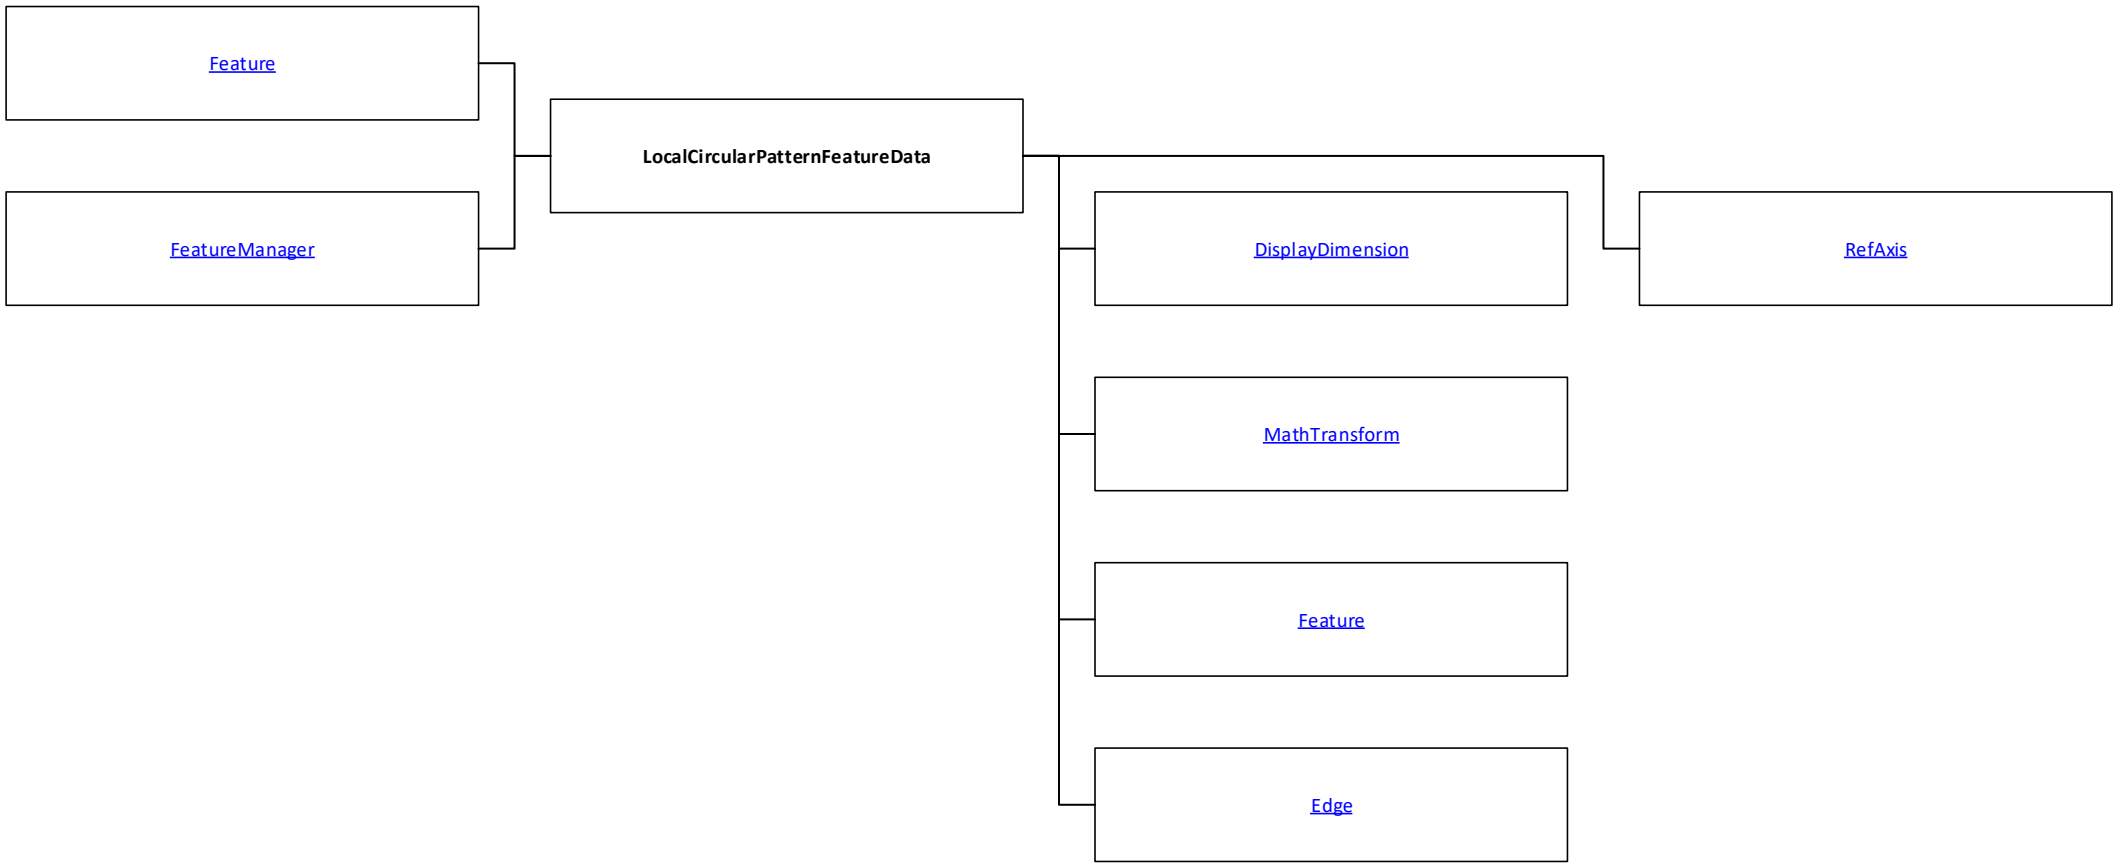 Feature
LocalCircularPatternFeatureData
FeatureManager
DisplayDimension
RefAxis
MathTransform
Feature
Edge